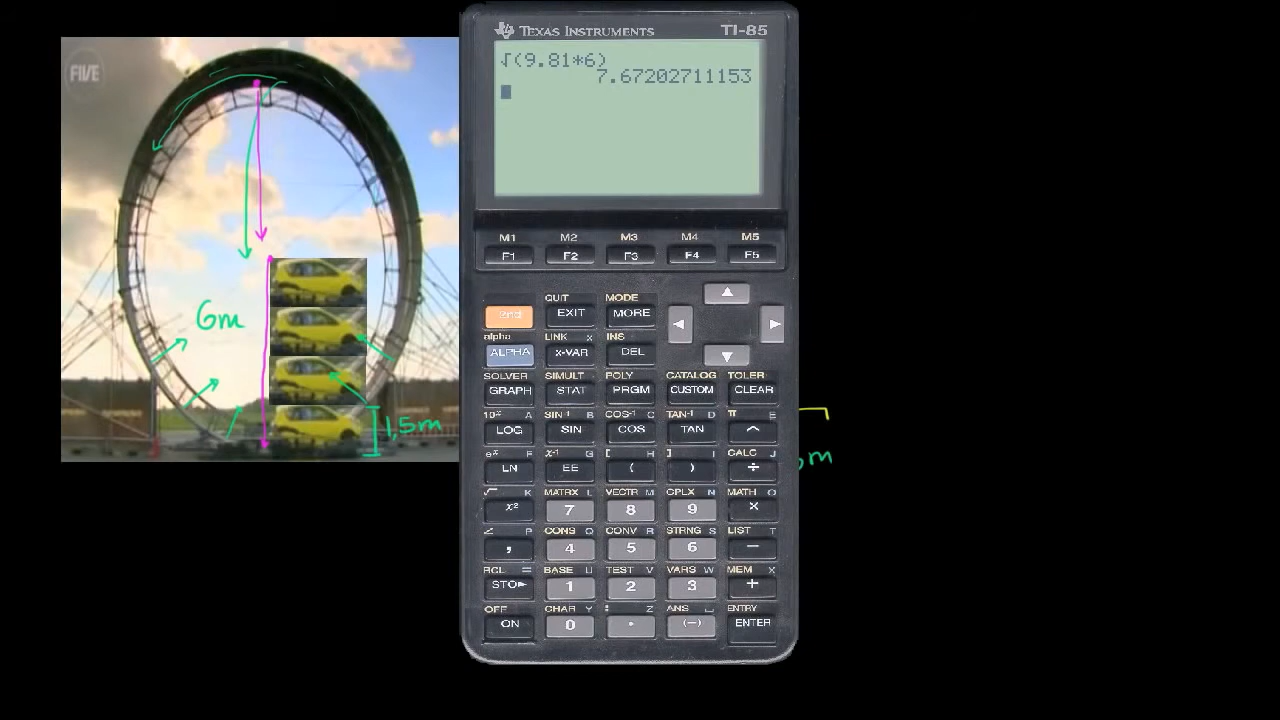 FIVE
6m
1,5m
TEXAS INSTRUMENTS TI-85
√(9.81*6)
7.67202711153
M1 M2 M3 M4 M5
F1 F2 F3 F4 F5
QUIT MODE
2nd EXIT MORE
alpha LINK x INS
ALPHA x-VAR DEL
SOLVER SIMULT POLY CATALOG TOLER
GRAPH STAT PRGM CUSTOM CLEAR
10ˣ A SIN⁻¹ B COS⁻¹ C TAN⁻¹ D π E
LOG SIN COS TAN ^
eˣ F x⁻¹ G [ H ] I CALC J
LN EE ( ) ÷
√ K MATRX L VECTR M CPLX N MATH O
x² 7 8 9 ×
∠ P CONS Q CONV R STRNG S LIST T
, 4 5 6 −
RCL = BASE U TEST V VARS W MEM X
STO► 1 2 3 +
OFF CHAR Y : Z ANS ␣ ENTRY
ON 0 . (−) ENTER
m